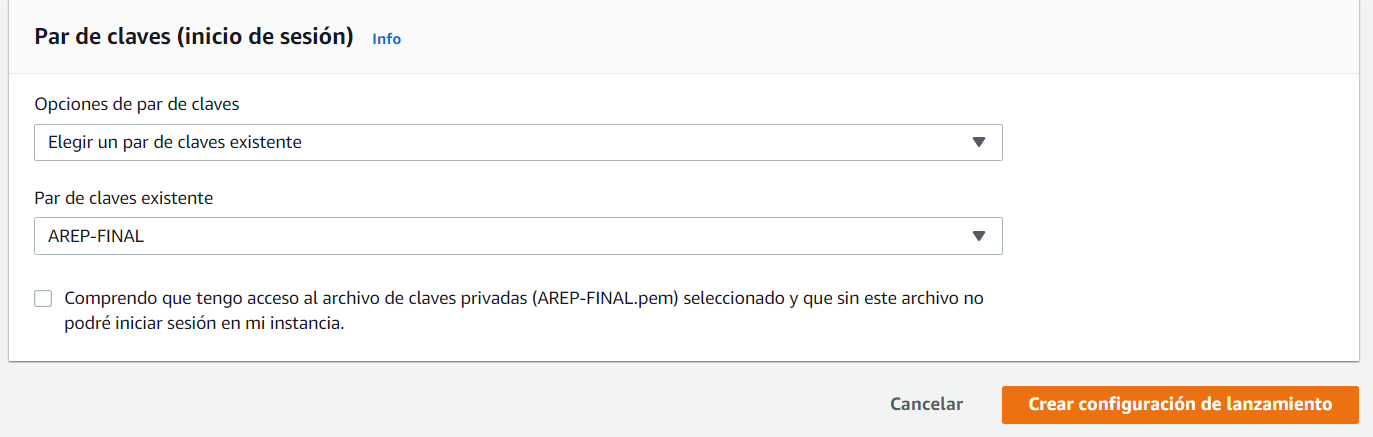 Par de claves (inicio de sesión) Info
Opciones de par de claves
Elegir un par de claves existente
Par de claves existente
AREP-FINAL
Comprendo que tengo acceso al archivo de claves privadas (AREP-FINAL.pem) seleccionado y que sin este archivo no
podré iniciar sesión en mi instancia.
Cancelar Crear configuración de lanzamiento